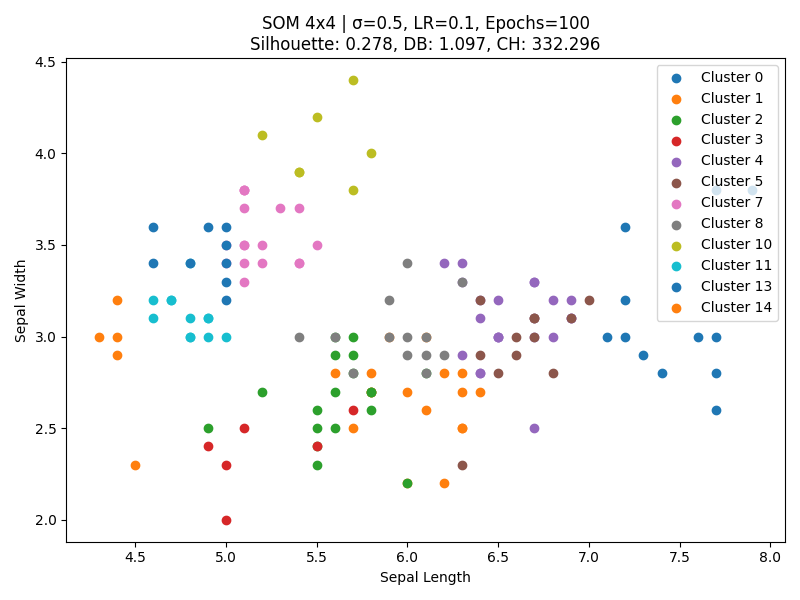 SOM 4x4 | σ=0.5, LR=0.1, Epochs=100
Silhouette: 0.278, DB: 1.097, CH: 332.296
Cluster 0
Cluster 1
Cluster 2
Cluster 3
Cluster 4
Cluster 5
Cluster 7
Cluster 8
Cluster 10
Cluster 11
Cluster 13
Cluster 14
4.5
4.0
3.5
3.0
2.5
2.0
Sepal Width
4.5
5.0
5.5
6.0
6.5
7.0
7.5
8.0
Sepal Length